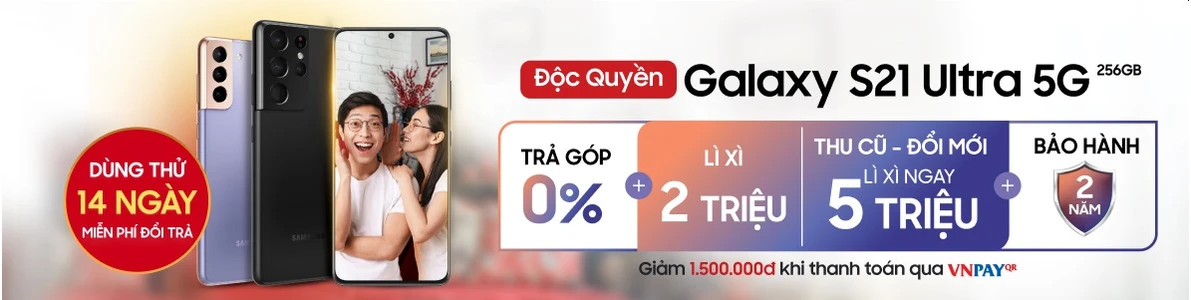 DÙNG THỬ
14 NGÀY
MIỄN PHÍ ĐỔI TRẢ
SAMSUNG
Độc Quyền Galaxy S21 Ultra 5G 256GB
TRẢ GÓP
0%
+
LÌ XÌ
2 TRIỆU
THU CŨ - ĐỔI MỚI
LÌ XÌ NGAY
5 TRIỆU
+
BẢO HÀNH
2
NĂM
Giảm 1.500.000đ khi thanh toán qua VNPAYQR